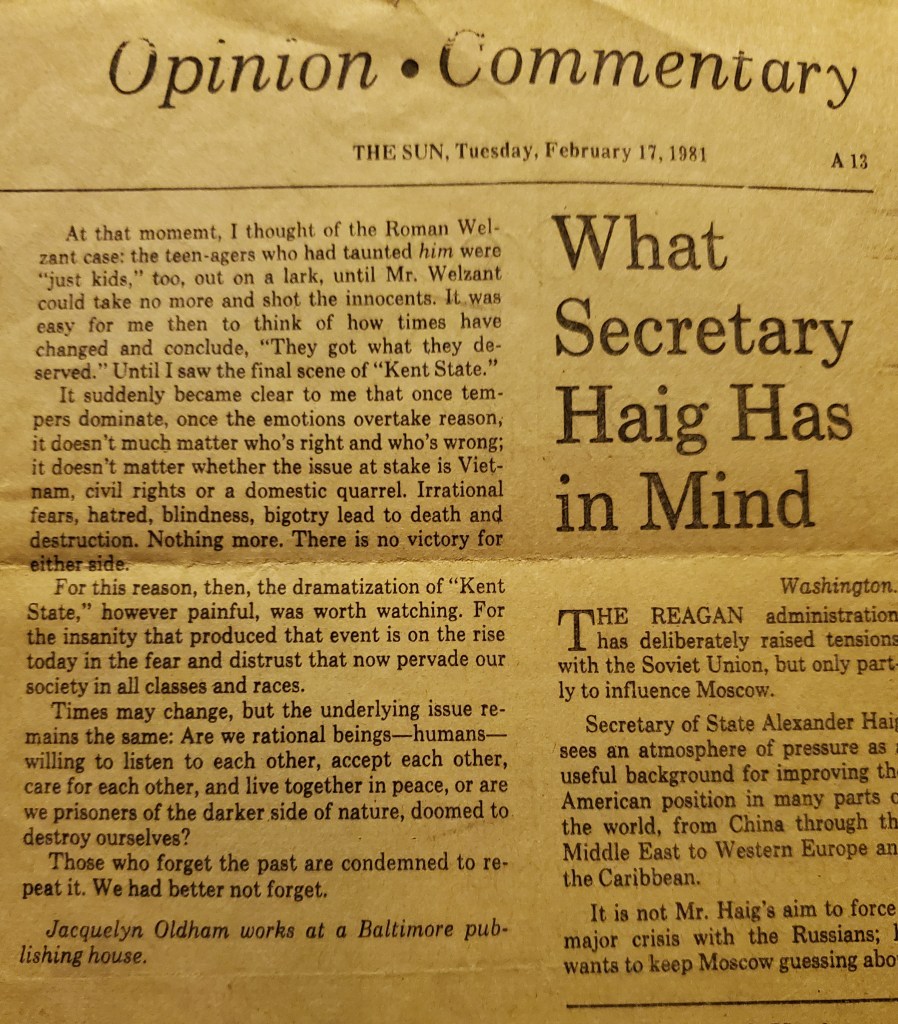 Opinion • Commentary
THE SUN, Tuesday, February 17, 1981
A 13
At that momemt, I thought of the Roman Wel-
zant case: the teen-agers who had taunted him were
"just kids," too, out on a lark, until Mr. Welzant
could take no more and shot the innocents. It was
easy for me then to think of how times have
changed and conclude, "They got what they de-
served." Until I saw the final scene of "Kent State."
It suddenly became clear to me that once tem-
pers dominate, once the emotions overtake reason,
it doesn't much matter who's right and who's wrong;
it doesn't matter whether the issue at stake is Viet-
nam, civil rights or a domestic quarrel. Irrational
fears, hatred, blindness, bigotry lead to death and
destruction. Nothing more. There is no victory for
either side.
For this reason, then, the dramatization of "Kent
State," however painful, was worth watching. For
the insanity that produced that event is on the rise
today in the fear and distrust that now pervade our
society in all classes and races.
Times may change, but the underlying issue re-
mains the same: Are we rational beings—humans—
willing to listen to each other, accept each other,
care for each other, and live together in peace, or are
we prisoners of the darker side of nature, doomed to
destroy ourselves?
Those who forget the past are condemned to re-
peat it. We had better not forget.
Jacquelyn Oldham works at a Baltimore pub-
lishing house.
What
Secretary
Haig Has
in Mind
Washington.
THE REAGAN administration
has deliberately raised tensions
with the Soviet Union, but only part-
ly to influence Moscow.
Secretary of State Alexander Haig
sees an atmosphere of pressure as
useful background for improving th
American position in many parts o
the world, from China through th
Middle East to Western Europe an
the Caribbean.
It is not Mr. Haig's aim to force
major crisis with the Russians;
wants to keep Moscow guessing abo